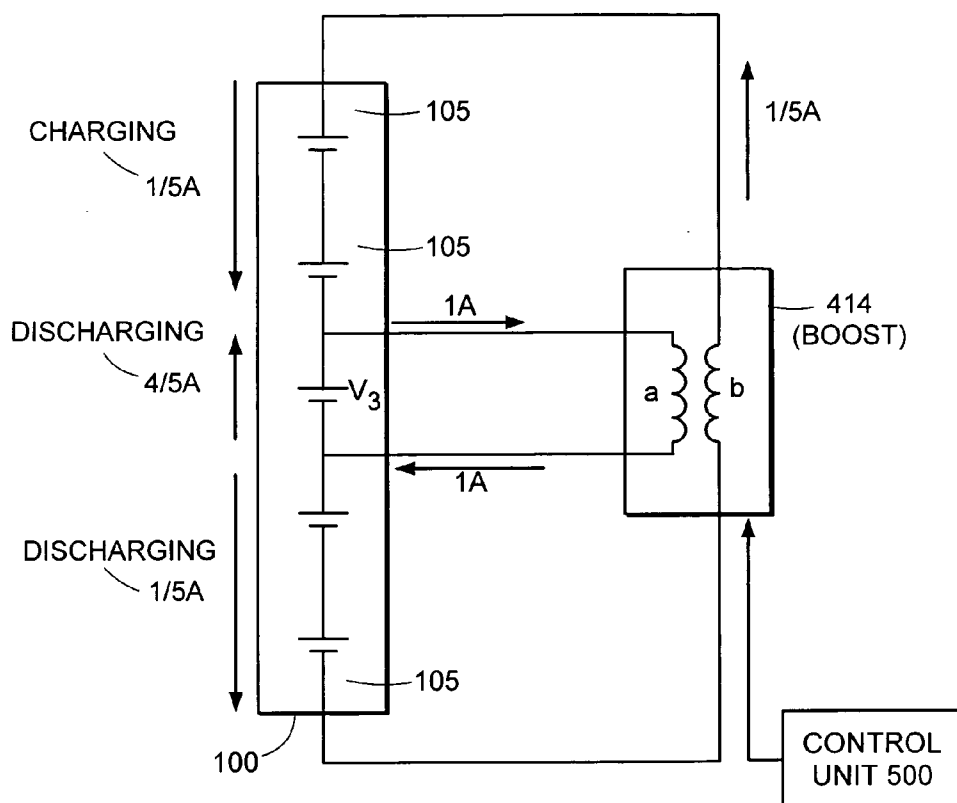 105
CHARGING
1/5A
1/5A
105
1A
414
(BOOST)
DISCHARGING
4/5A
V3
a
b
1A
DISCHARGING
1/5A
105
100
CONTROL
UNIT 500